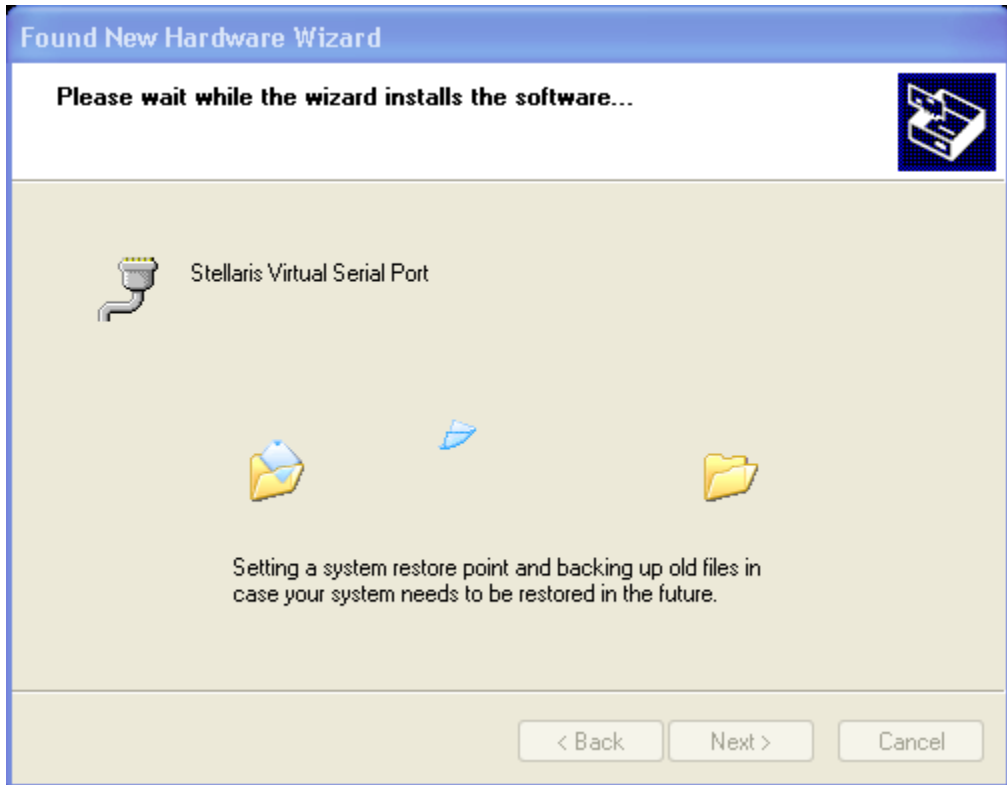 Found New Hardware Wizard
Please wait while the wizard installs the software...
Stellaris Virtual Serial Port
Setting a system restore point and backing up old files in
case your system needs to be restored in the future.
< Back Next > Cancel